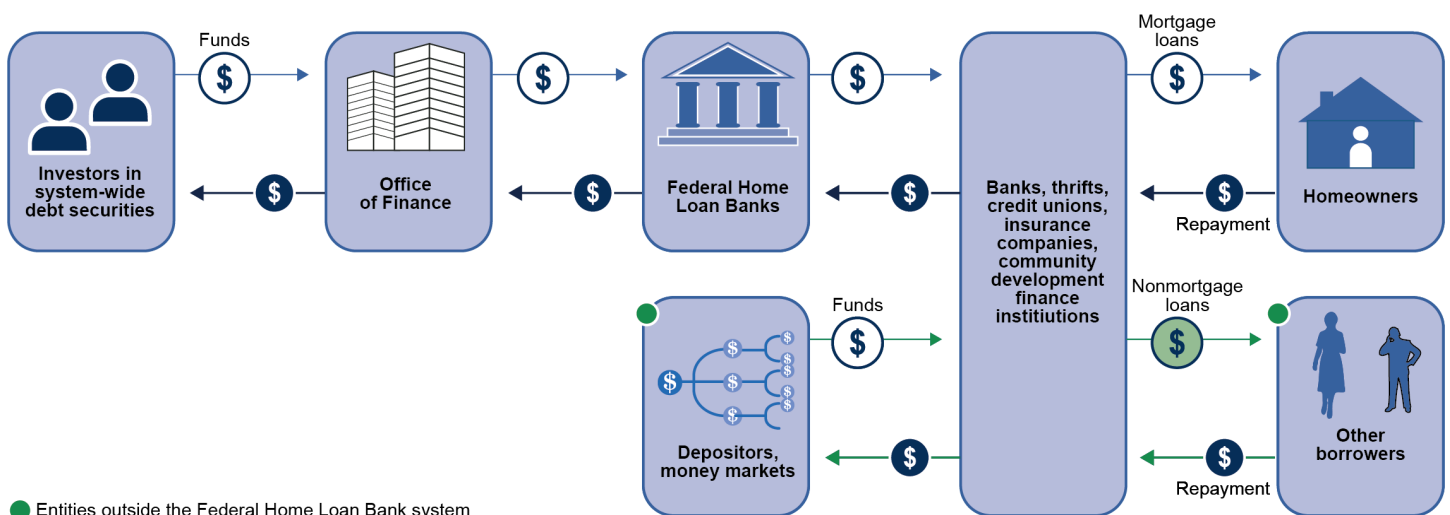 Funds
Mortgage
loans
$
$
$
$
Investors in
system-wide
debt securities
Office
of Finance
Federal Home
Loan Banks
Banks, thrifts,
credit unions,
insurance
companies,
community
development
finance
institiutions
Homeowners
$
$
$
$
Repayment
Funds
Nonmortgage
loans
$
$
$
$
$
$
$
$
$
$
$
$
$
Depositors,
money markets
Other
borrowers
$
$
Repayment
Entities outside the Federal Home Loan Bank system